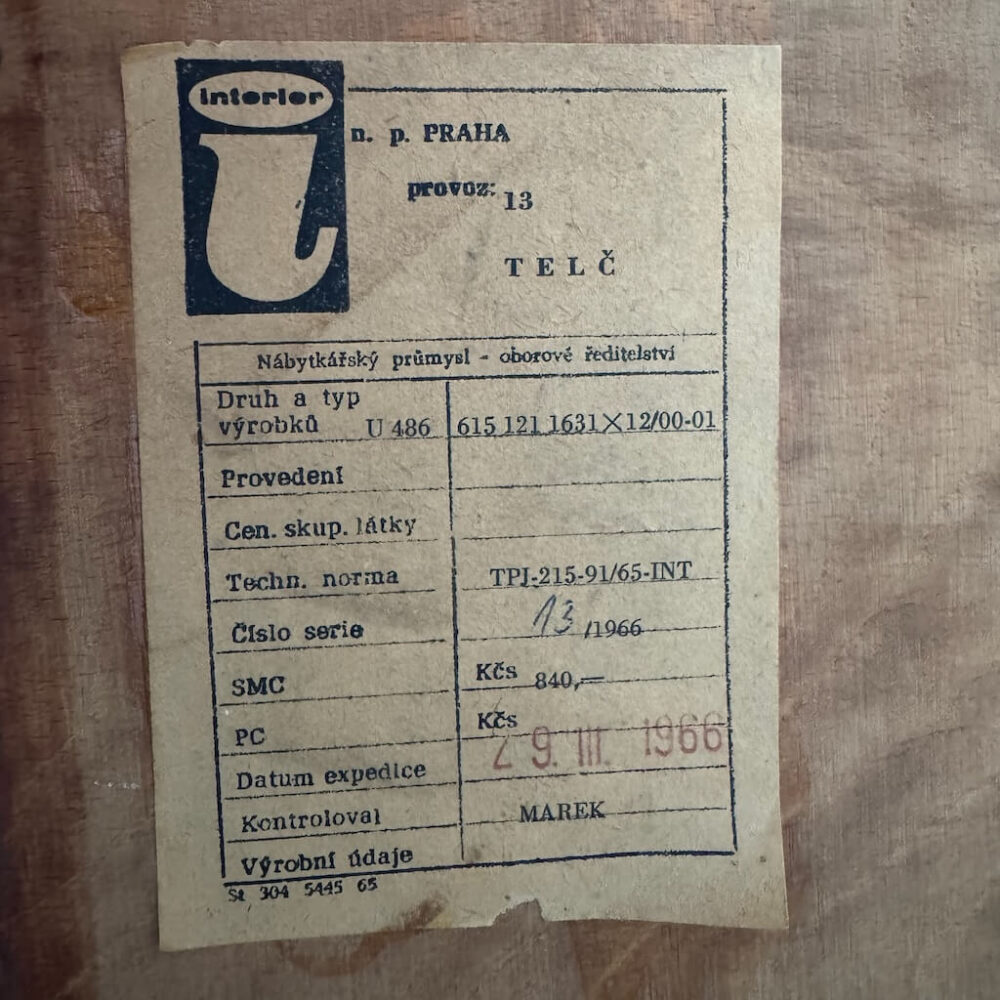 interier
n. p. PRAHA
provoz: 13
TELČ
Nábytkářský průmysl - oborové ředitelství
Druh a typ
výrobků U 486 615 121 1631X12/00-01
Provedení
Cen. skup. látky
Techn. norma TPJ-215-91/65-INT
Číslo serie 13 /1966
SMC Kčs 840,—
PC Kčs
Datum expedice 29. III. 1966
Kontroloval MAREK
Výrobní údaje
St 304 5445 65